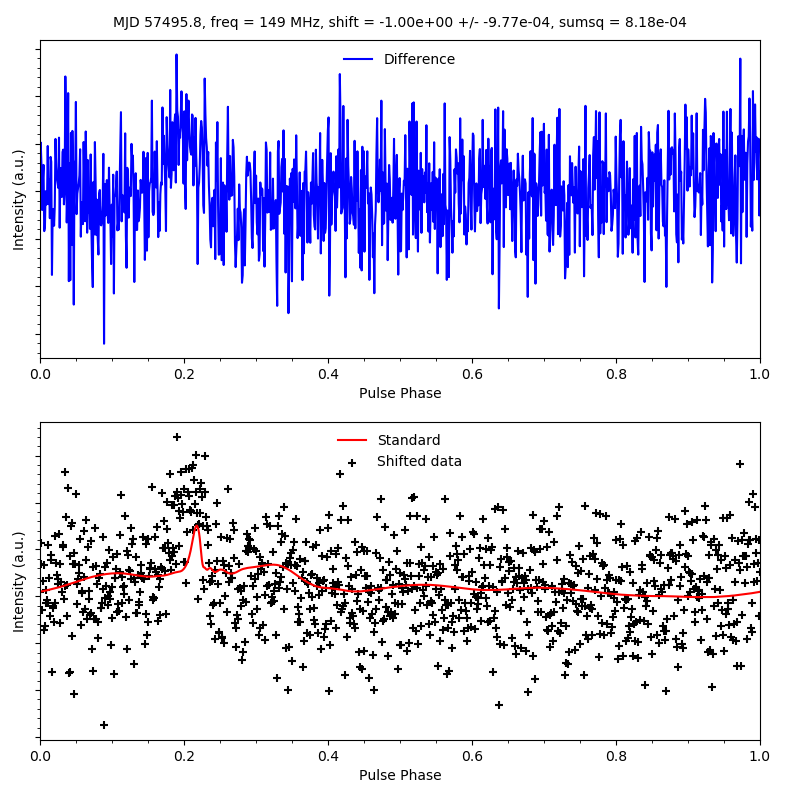 MJD 57495.8, freq = 149 MHz, shift = -1.00e+00 +/- -9.77e-04, sumsq = 8.18e-04
Difference
Intensity (a.u.)
0.0 0.2 0.4 0.6 0.8 1.0
Pulse Phase
Standard
Shifted data
Intensity (a.u.)
0.0 0.2 0.4 0.6 0.8 1.0
Pulse Phase